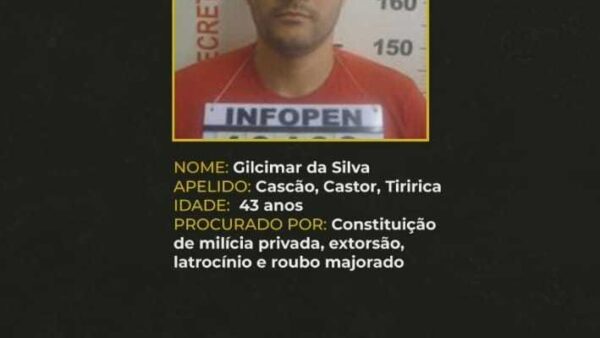 160
150
INFOPEN
NOME: Gilcimar da Silva
APELIDO: Cascão, Castor, Tiririca
IDADE: 43 anos
PROCURADO POR: Constituição
de milícia privada, extorsão,
latrocínio e roubo majorado